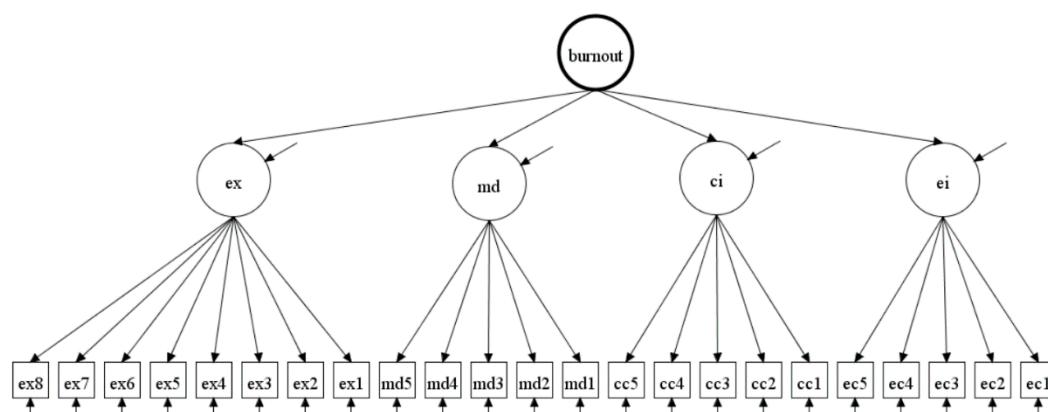 burnout
ex md ci ei
ex8 ex7 ex6 ex5 ex4 ex3 ex2 ex1 md5 md4 md3 md2 md1 cc5 cc4 cc3 cc2 cc1 ec5 ec4 ec3 ec2 ec1